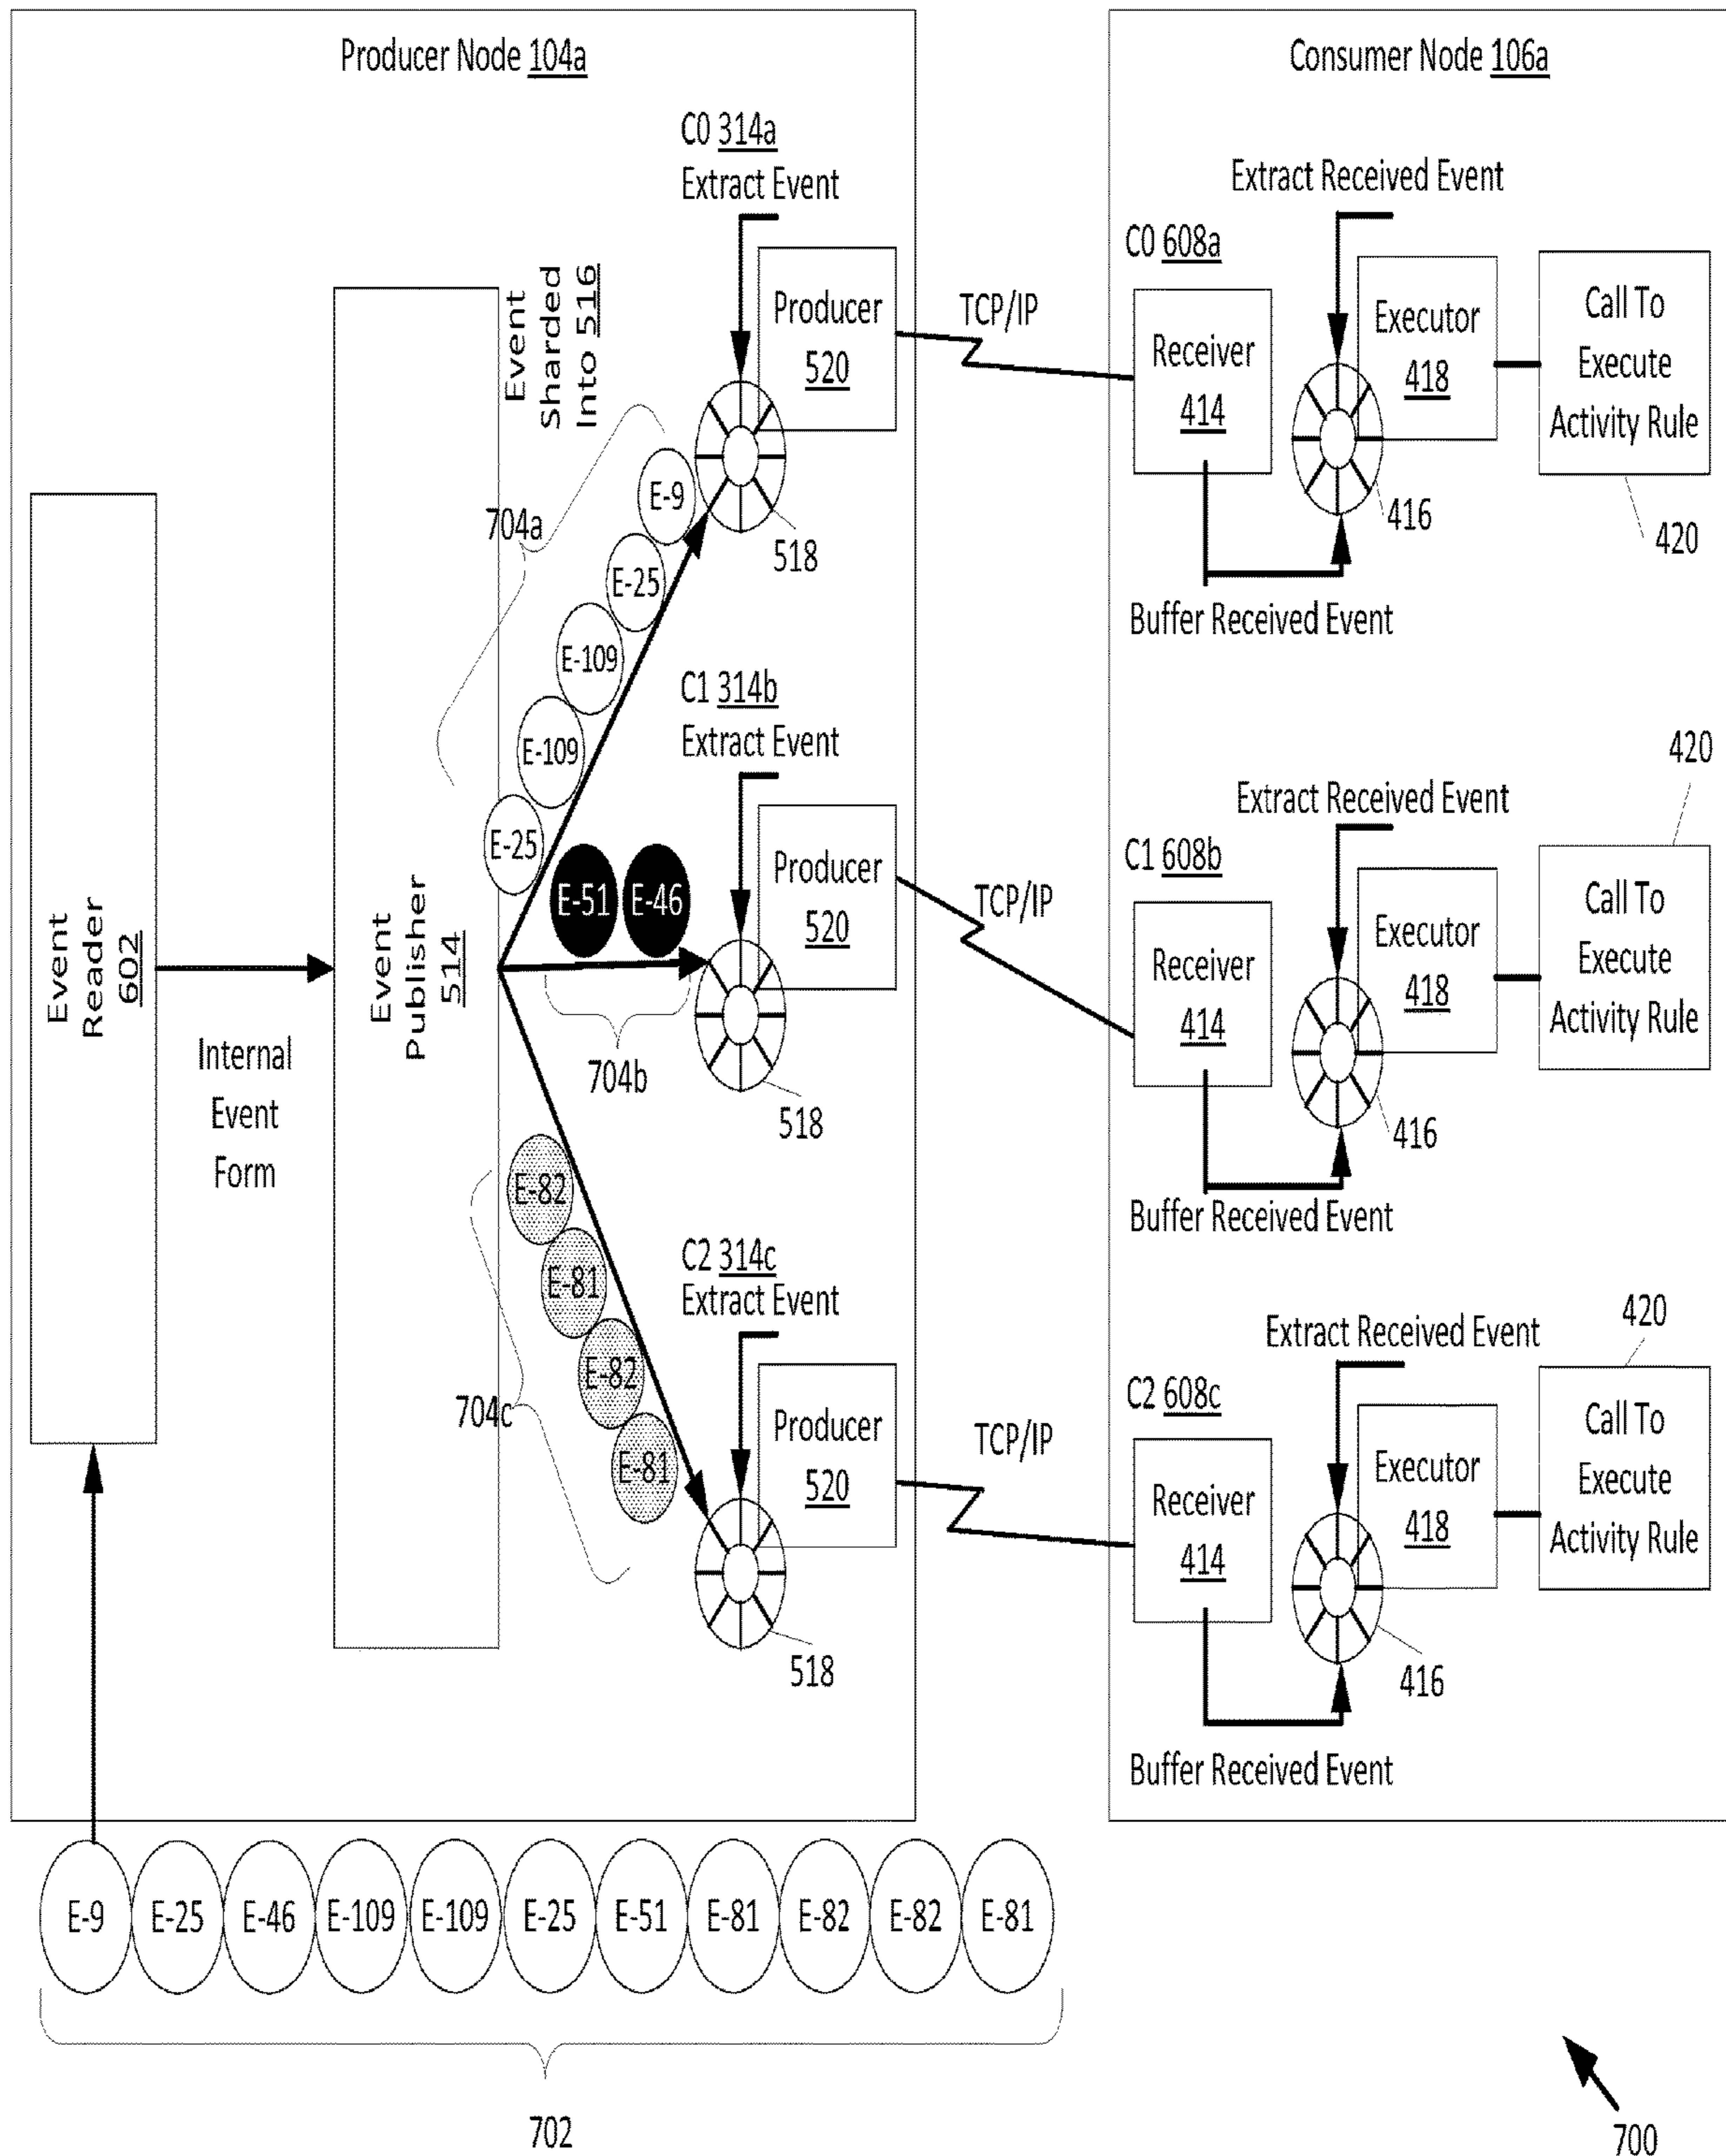 Producer Node 104a
Event
Reader
602
Internal
Event
Form
Event
Publisher
514
Event
Sharded
Into 516
704a
E-9
E-25
E-109
E-109
E-25
C0 314a
Extract Event
Producer
520
518
E-51
E-46
704b
C1 314b
Extract Event
Producer
520
518
E-82
E-81
E-82
E-81
704c
C2 314c
Extract Event
Producer
520
518
TCP/IP
TCP/IP
TCP/IP
Consumer Node 106a
Extract Received Event
C0 608a
Receiver
414
Executor
418
Call To
Execute
Activity Rule
416
420
Buffer Received Event
420
Extract Received Event
C1 608b
Receiver
414
Executor
418
Call To
Execute
Activity Rule
416
Buffer Received Event
420
Extract Received Event
C2 608c
Receiver
414
Executor
418
Call To
Execute
Activity Rule
416
Buffer Received Event
E-9
E-25
E-46
E-109
E-109
E-25
E-51
E-81
E-82
E-82
E-81
702
700